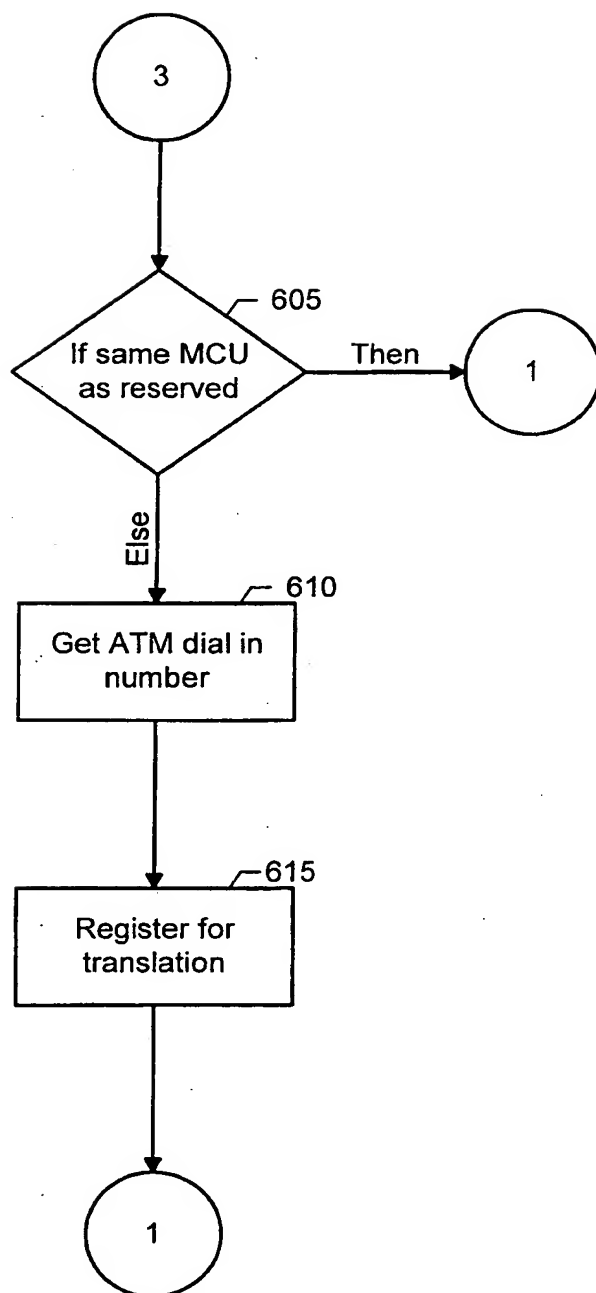 3
605
If same MCU
as reserved
Then
1
Else
610
Get ATM dial in
number
615
Register for
translation
1